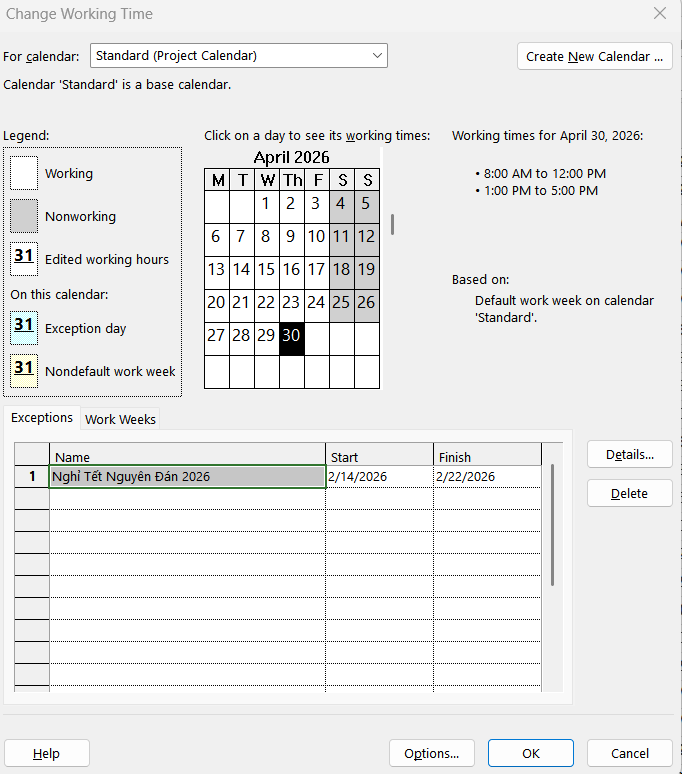 Change Working Time
For calendar: Standard (Project Calendar) Create New Calendar ...
Calendar 'Standard' is a base calendar.
Legend:
Working
Nonworking
31 Edited working hours
On this calendar:
31 Exception day
31 Nondefault work week
Click on a day to see its working times:
April 2026
M T W Th F S S
1 2 3 4 5
6 7 8 9 10 11 12
13 14 15 16 17 18 19
20 21 22 23 24 25 26
27 28 29 30
Working times for April 30, 2026:
• 8:00 AM to 12:00 PM
• 1:00 PM to 5:00 PM
Based on:
Default work week on calendar
'Standard'.
Exceptions Work Weeks
Name Start Finish
1 Nghỉ Tết Nguyên Đán 2026 2/14/2026 2/22/2026
Details...
Delete
Help Options... OK Cancel